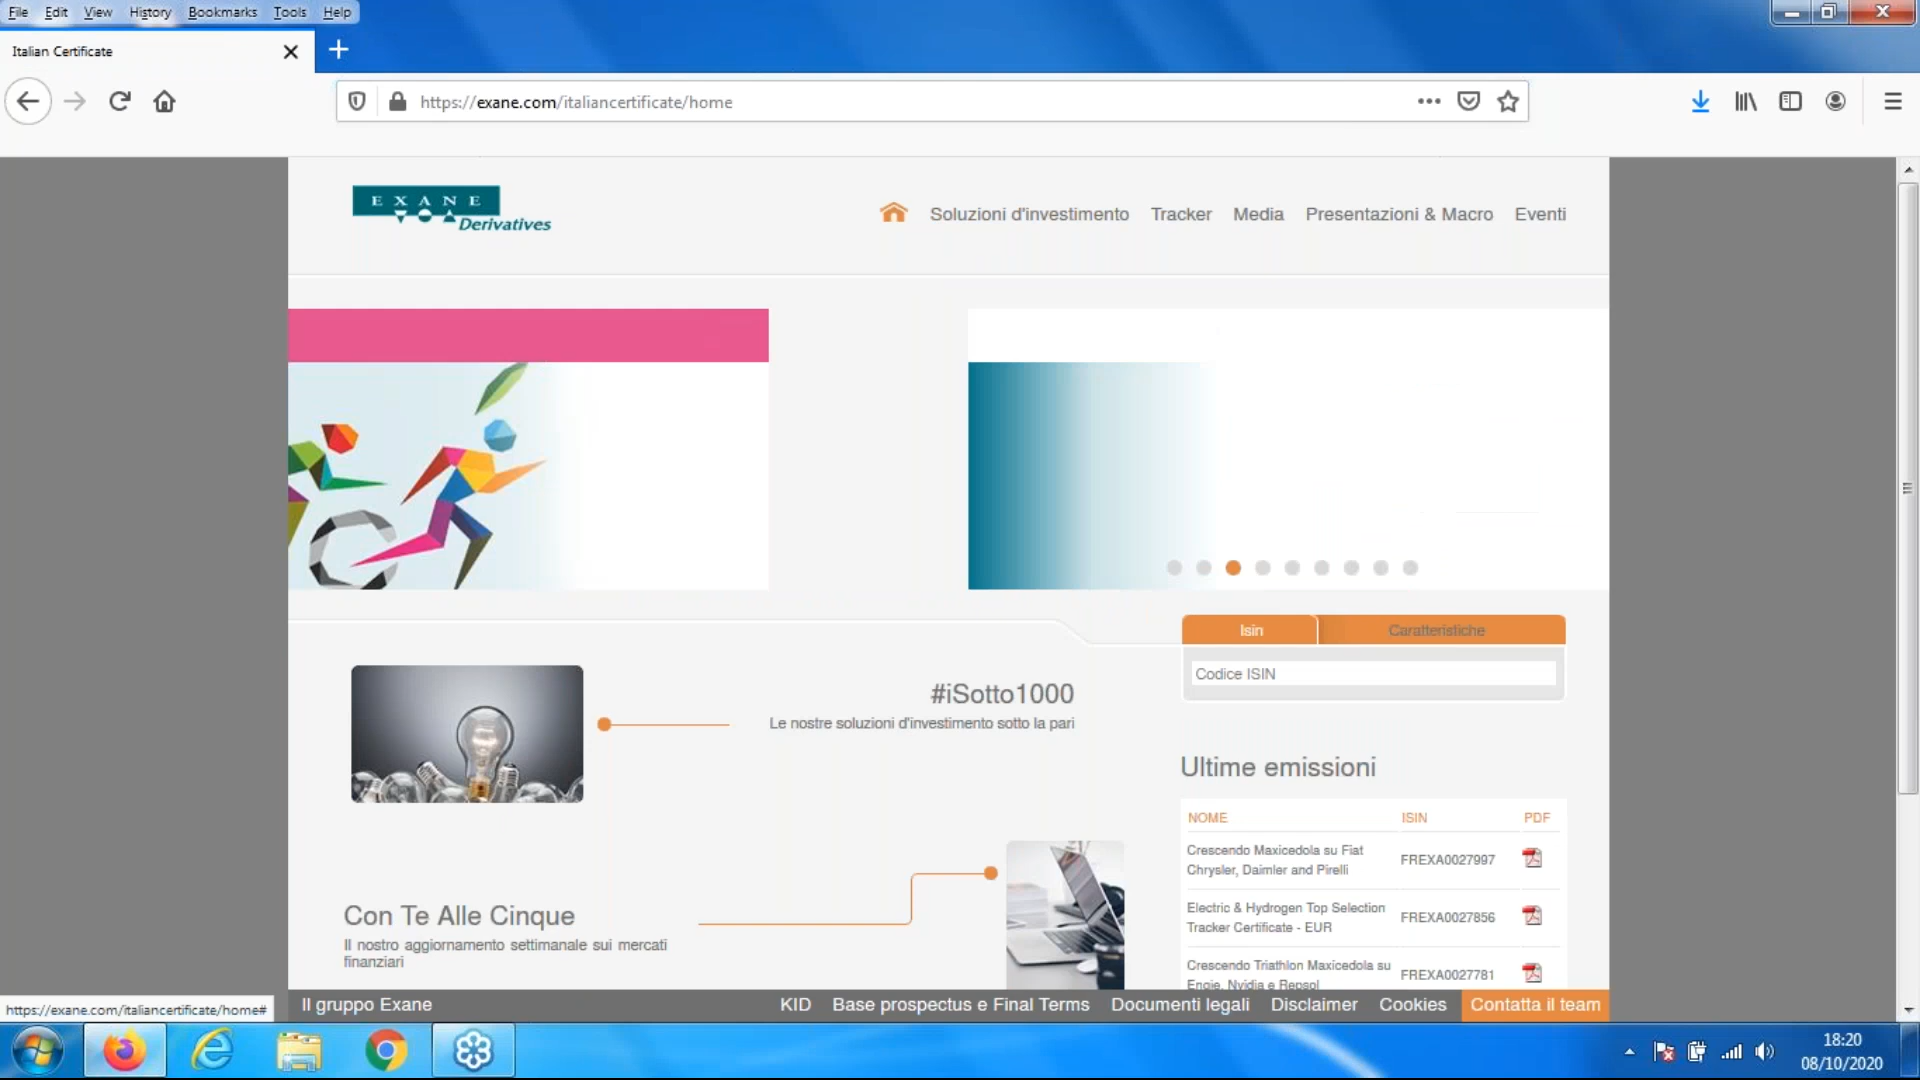 File Edit View History Bookmarks Tools Help
Italian Certificate
https://exane.com/italiancertificate/home
EXANE
Derivatives
Soluzioni d'investimento Tracker Media Presentazioni & Macro Eventi
Isin Caratteristiche
Codice ISIN
#iSotto1000
Le nostre soluzioni d'investimento sotto la pari
Ultime emissioni
NOME ISIN PDF
Crescendo Maxicedola su Fiat
Chrysler, Daimler and Pirelli
FREXA0027997
Electric & Hydrogen Top Selection
Tracker Certificate - EUR
FREXA0027856
Crescendo Triathlon Maxicedola su
Engie, Nvidia e Repsol
FREXA0027781
Con Te Alle Cinque
Il nostro aggiornamento settimanale sui mercati
finanziari
https://exane.com/italiancertificate/home#
Il gruppo Exane KID Base prospectus e Final Terms Documenti legali Disclaimer Cookies Contatta il team
18:20
08/10/2020